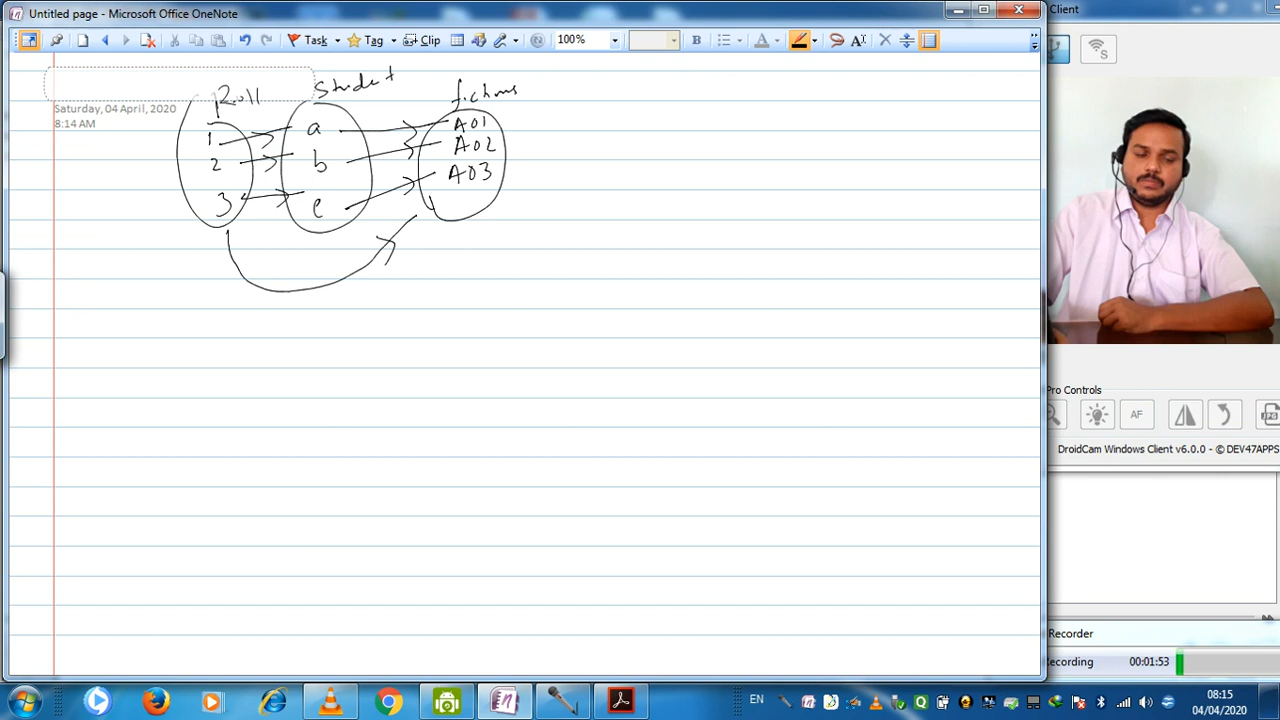 Untitled page - Microsoft Office OneNote
Client
Task
Tag
Clip
100%
B
Saturday, 04 April, 2020
8:14 AM
Roll
Student
1
2
3
a
b
c
A01
A02
A03
Pro Controls
AF
JPG
DroidCam Windows Client v6.0.0 - © DEV47APPS
Recorder
ecording 00:01:53
EN
08:15
04/04/2020